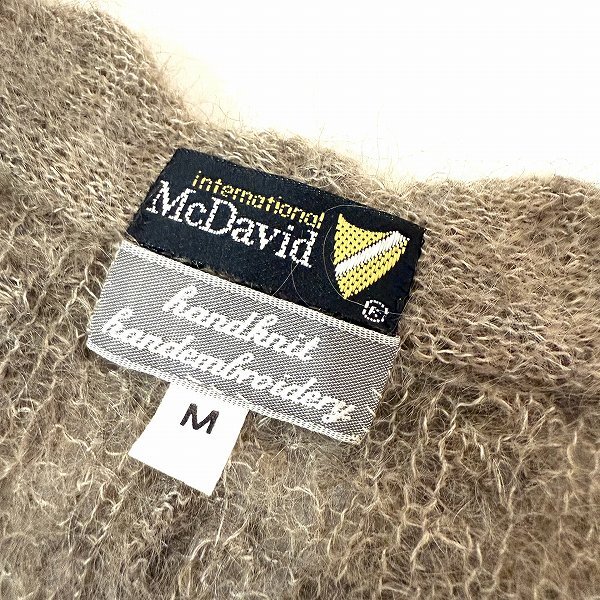 international
McDavid
®
handknit
handembroidery
M